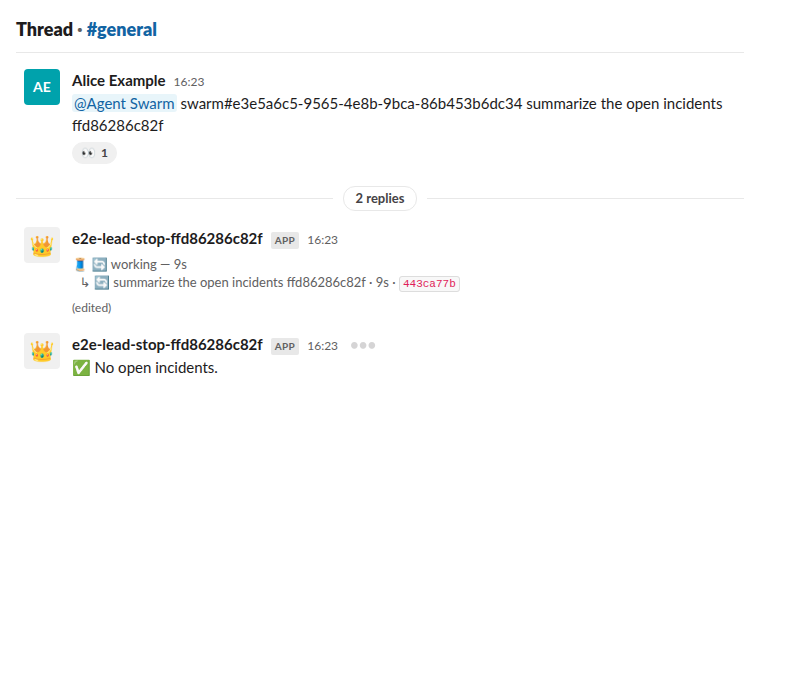 Thread • #general
AE
Alice Example 16:23
@Agent Swarm swarm#e3e5a6c5-9565-4e8b-9bca-86b453b6dc34 summarize the open incidents
ffd86286c82f
👀 1
2 replies
e2e-lead-stop-ffd86286c82f APP 16:23
🧵 🔄 working — 9s
↳ 🔄 summarize the open incidents ffd86286c82f · 9s · 443ca77b
(edited)
e2e-lead-stop-ffd86286c82f APP 16:23
✅ No open incidents.